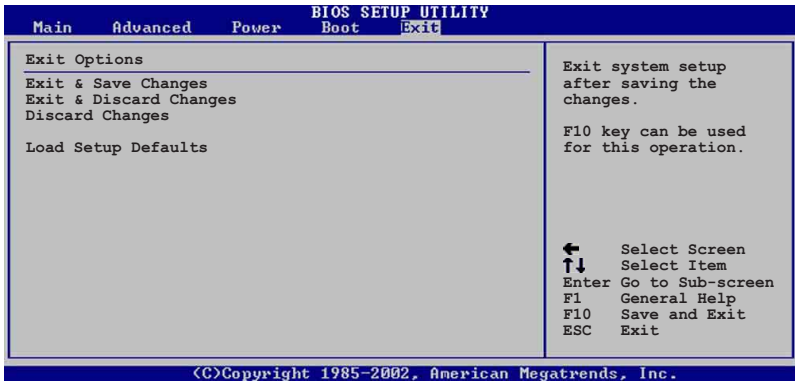 BIOS SETUP UTILITY
Main Advanced Power Boot Exit
Exit Options
Exit & Save Changes
Exit & Discard Changes
Discard Changes
Load Setup Defaults
Exit system setup
after saving the
changes.
F10 key can be used
for this operation.
← Select Screen
↑↓ Select Item
Enter Go to Sub-screen
F1 General Help
F10 Save and Exit
ESC Exit
(C)Copyright 1985-2002, American Megatrends, Inc.